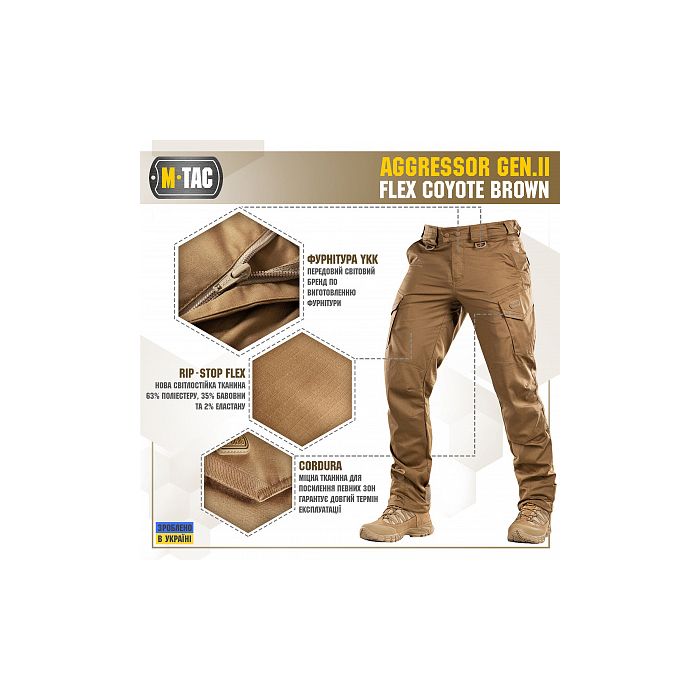 M·TAC
AGGRESSOR GEN.II
FLEX COYOTE BROWN
ФУРНІТУРА YKK
ПЕРЕДОВИЙ СВІТОВИЙ
БРЕНД ПО
ВИГОТОВЛЕННЮ
ФУРНІТУРИ
RIP-STOP FLEX
НОВА СВІТЛОСТІЙКА ТКАНИНА
63% ПОЛІЕСТЕРУ, 35% БАВОВНИ
ТА 2% ЕЛАСТАНУ
CORDURA
МІЦНА ТКАНИНА ДЛЯ
ПОСИЛЕННЯ ПЕВНИХ ЗОН
ГАРАНТУЄ ДОВГИЙ ТЕРМІН
ЕКСПЛУАТАЦІЇ
ЗРОБЛЕНО
В УКРАЇНІ